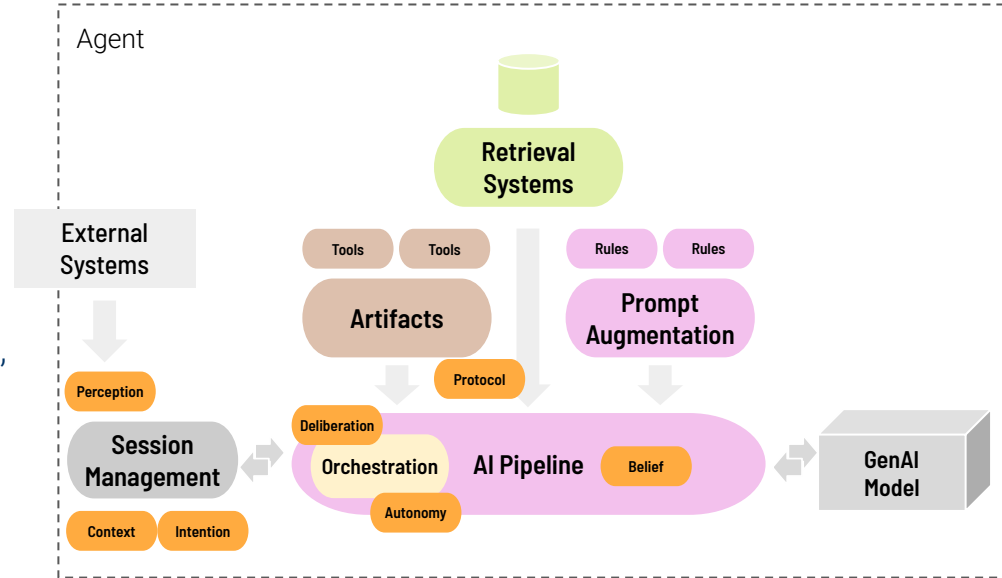 Agent
Retrieval
Systems
External
Systems
Tools
Tools
Rules
Rules
Artifacts
Prompt
Augmentation
,
Protocol
Perception
Deliberation
Session
Management
Orchestration
AI Pipeline
Belief
GenAI
Model
Autonomy
Context
Intention